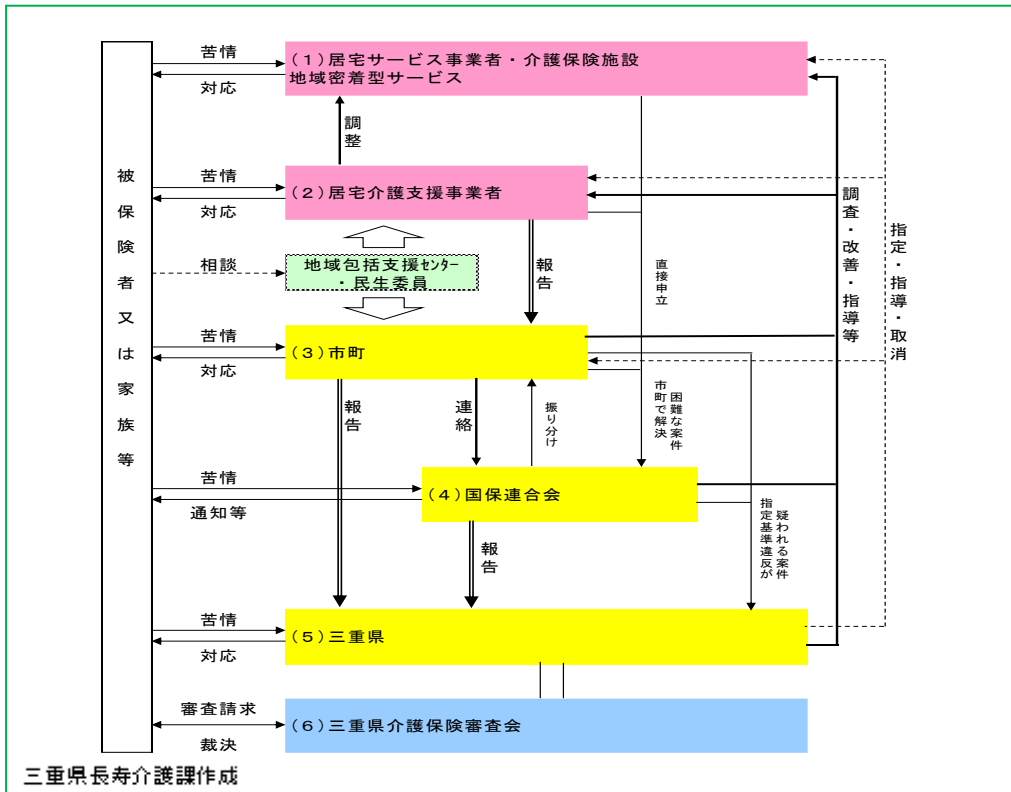 被保険者又は家族等
苦情
対応
(1)居宅サービス事業者・介護保険施設
地域密着型サービス
調整
苦情
対応
(2)居宅介護支援事業者
相談
地域包括支援センター
・民生委員
報告
直接申立
調査・改善・指導等
指定・指導・取消
苦情
対応
(3)市町
報告
連絡
振り分け
困難な案件
市町で解決
苦情
通知等
(4)国保連合会
報告
疑われる案件
指定基準違反が
苦情
対応
(5)三重県
審査請求
裁決
(6)三重県介護保険審査会
三重県長寿介護課作成